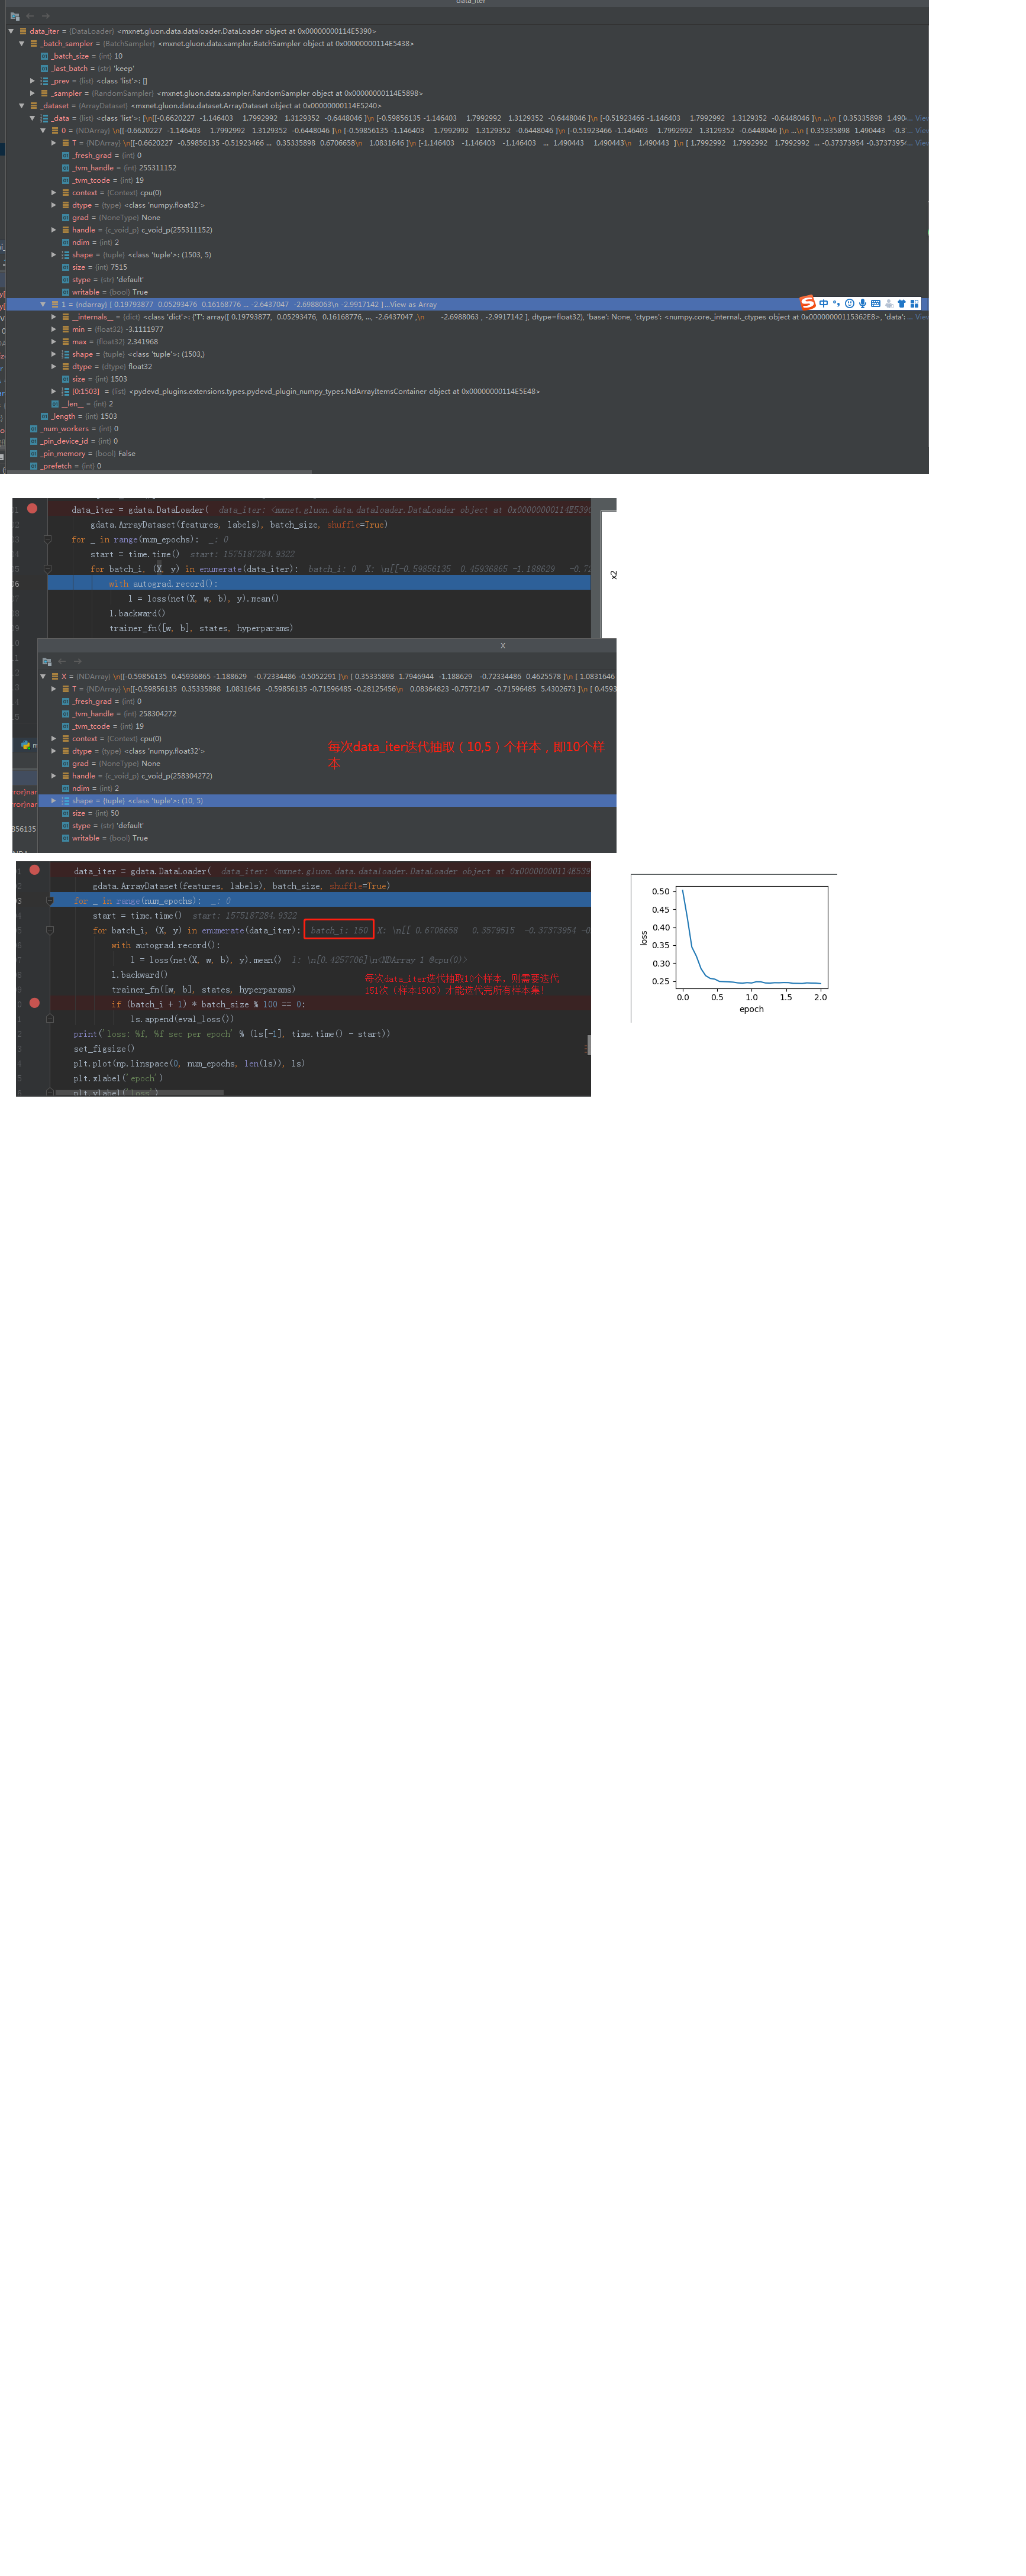 data_iter
data_iter = {DataLoader} <mxnet.gluon.data.dataloader.DataLoader object at 0x00000000114E5390>
_batch_sampler = {BatchSampler} <mxnet.gluon.data.sampler.BatchSampler object at 0x00000000114E5438>
_batch_size = {int} 10
_last_batch = {str} 'keep'
_prev = {list} <class 'list'>: []
_sampler = {RandomSampler} <mxnet.gluon.data.sampler.RandomSampler object at 0x00000000114E5898>
_dataset = {ArrayDataset} <mxnet.gluon.data.dataset.ArrayDataset object at 0x00000000114E5240>
_data = {list} <class 'list'>: [\n[[-0.6620227 -1.146403 1.7992992 1.3129352 -0.6448046 ]\n [-0.59856135 -1.146403 1.7992992 1.3129352 -0.6448046 ]\n [-0.51923466 -1.146403 1.7992992 1.3129352 -0.6448046 ]\n ...\n [ 0.35335898 1.490 ... View
0 = {NDArray} \n[[-0.6620227 -1.146403 1.7992992 1.3129352 -0.6448046 ]\n [-0.59856135 -1.146403 1.7992992 1.3129352 -0.6448046 ]\n [-0.51923466 -1.146403 1.7992992 1.3129352 -0.6448046 ]\n ...\n [ 0.35335898 1.490443 -0.3 ... View
T = {NDArray} \n[[-0.6620227 -0.59856135 -0.51923466 ... 0.35335898 0.6706658\n 1.0831646 ]\n [-1.146403 -1.146403 -1.146403 ... 1.490443 1.490443\n 1.490443 ]\n [ 1.7992992 1.7992992 1.7992992 ... -0.37373954 -0.37373954 ... View
_fresh_grad = {int} 0
_tvm_handle = {int} 255311152
_tvm_tcode = {int} 19
context = {Context} cpu(0)
dtype = {type} <class 'numpy.float32'>
grad = {NoneType} None
handle = {c_void_p} c_void_p(255311152)
ndim = {int} 2
shape = {tuple} <class 'tuple'>: (1503, 5)
size = {int} 7515
stype = {str} 'default'
writable = {bool} True
1 = {ndarray} [ 0.19793877 0.05293476 0.16168776 ... -2.6437047 -2.6988063\n -2.9917142 ] ...View as Array
中
__internals__ = {dict} <class 'dict'>: {'T': array([ 0.19793877, 0.05293476, 0.16168776, ..., -2.6437047 ,\n -2.6988063 , -2.9917142 ], dtype=float32), 'base': None, 'ctypes': <numpy.core._internal._ctypes object at 0x00000000115362E8>, 'data': ... View
min = {float32} -3.1111977
max = {float32} 2.341968
shape = {tuple} <class 'tuple'>: (1503,)
dtype = {dtype} float32
size = {int} 1503
[0:1503] = {list} <pydevd_plugins.extensions.types.pydevd_plugin_numpy_types.NdArrayItemsContainer object at 0x00000000114E5E48>
__len__ = {int} 2
_length = {int} 1503
_num_workers = {int} 0
_pin_device_id = {int} 0
_pin_memory = {bool} False
_prefetch = {int} 0
data_iter = gdata.DataLoader( data_iter: <mxnet.gluon.data.dataloader.DataLoader object at 0x00000000114E5390
gdata.ArrayDataset(features, labels), batch_size, shuffle=True)
for _ in range(num_epochs): _: 0
start = time.time() start: 1575187284.9322
for batch_i, (X, y) in enumerate(data_iter): batch_i: 0 X: \n[[-0.59856135 0.45936865 -1.188629 -0.72
with autograd.record():
l = loss(net(X, w, b), y).mean()
l.backward()
trainer_fn([w, b], states, hyperparams)
x2
X
X = {NDArray} \n[[-0.59856135 0.45936865 -1.188629 -0.72334486 -0.5052291 ]\n [ 0.35335898 1.7946944 -1.188629 -0.72334486 0.4625578 ]\n [ 1.0831646
T = {NDArray} \n[[-0.59856135 0.35335898 1.0831646 -0.59856135 -0.71596485 -0.28125456\n 0.08364823 -0.7572147 -0.71596485 5.4302673 ]\n [ 0.4593
_fresh_grad = {int} 0
_tvm_handle = {int} 258304272
_tvm_tcode = {int} 19
context = {Context} cpu(0)
dtype = {type} <class 'numpy.float32'>
grad = {NoneType} None
handle = {c_void_p} c_void_p(258304272)
ndim = {int} 2
shape = {tuple} <class 'tuple'>: (10, 5)
size = {int} 50
stype = {str} 'default'
writable = {bool} True
每次data_iter迭代抽取（10,5）个样本，即10个样
本
data_iter = gdata.DataLoader( data_iter: <mxnet.gluon.data.dataloader.DataLoader object at 0x00000000114E539
gdata.ArrayDataset(features, labels), batch_size, shuffle=True)
for _ in range(num_epochs): _: 0
start = time.time() start: 1575187284.9322
for batch_i, (X, y) in enumerate(data_iter): batch_i: 150 X: \n[[ 0.6706658 0.3579515 -0.37373954 -0
with autograd.record():
l = loss(net(X, w, b), y).mean() l: \n[0.4257706]\n<NDArray 1 @cpu(0)>
l.backward()
trainer_fn([w, b], states, hyperparams)
if (batch_i + 1) * batch_size % 100 == 0:
ls.append(eval_loss())
print('loss: %f, %f sec per epoch' % (ls[-1], time.time() - start))
set_figsize()
plt.plot(np.linspace(0, num_epochs, len(ls)), ls)
plt.xlabel('epoch')
plt.ylabel('loss')
每次data_iter迭代抽取10个样本，则需要迭代
151次（样本1503）才能迭代完所有样本集！
0.50
0.45
0.40
0.35
0.30
0.25
loss
0.0 0.5 1.0 1.5 2.0
epoch